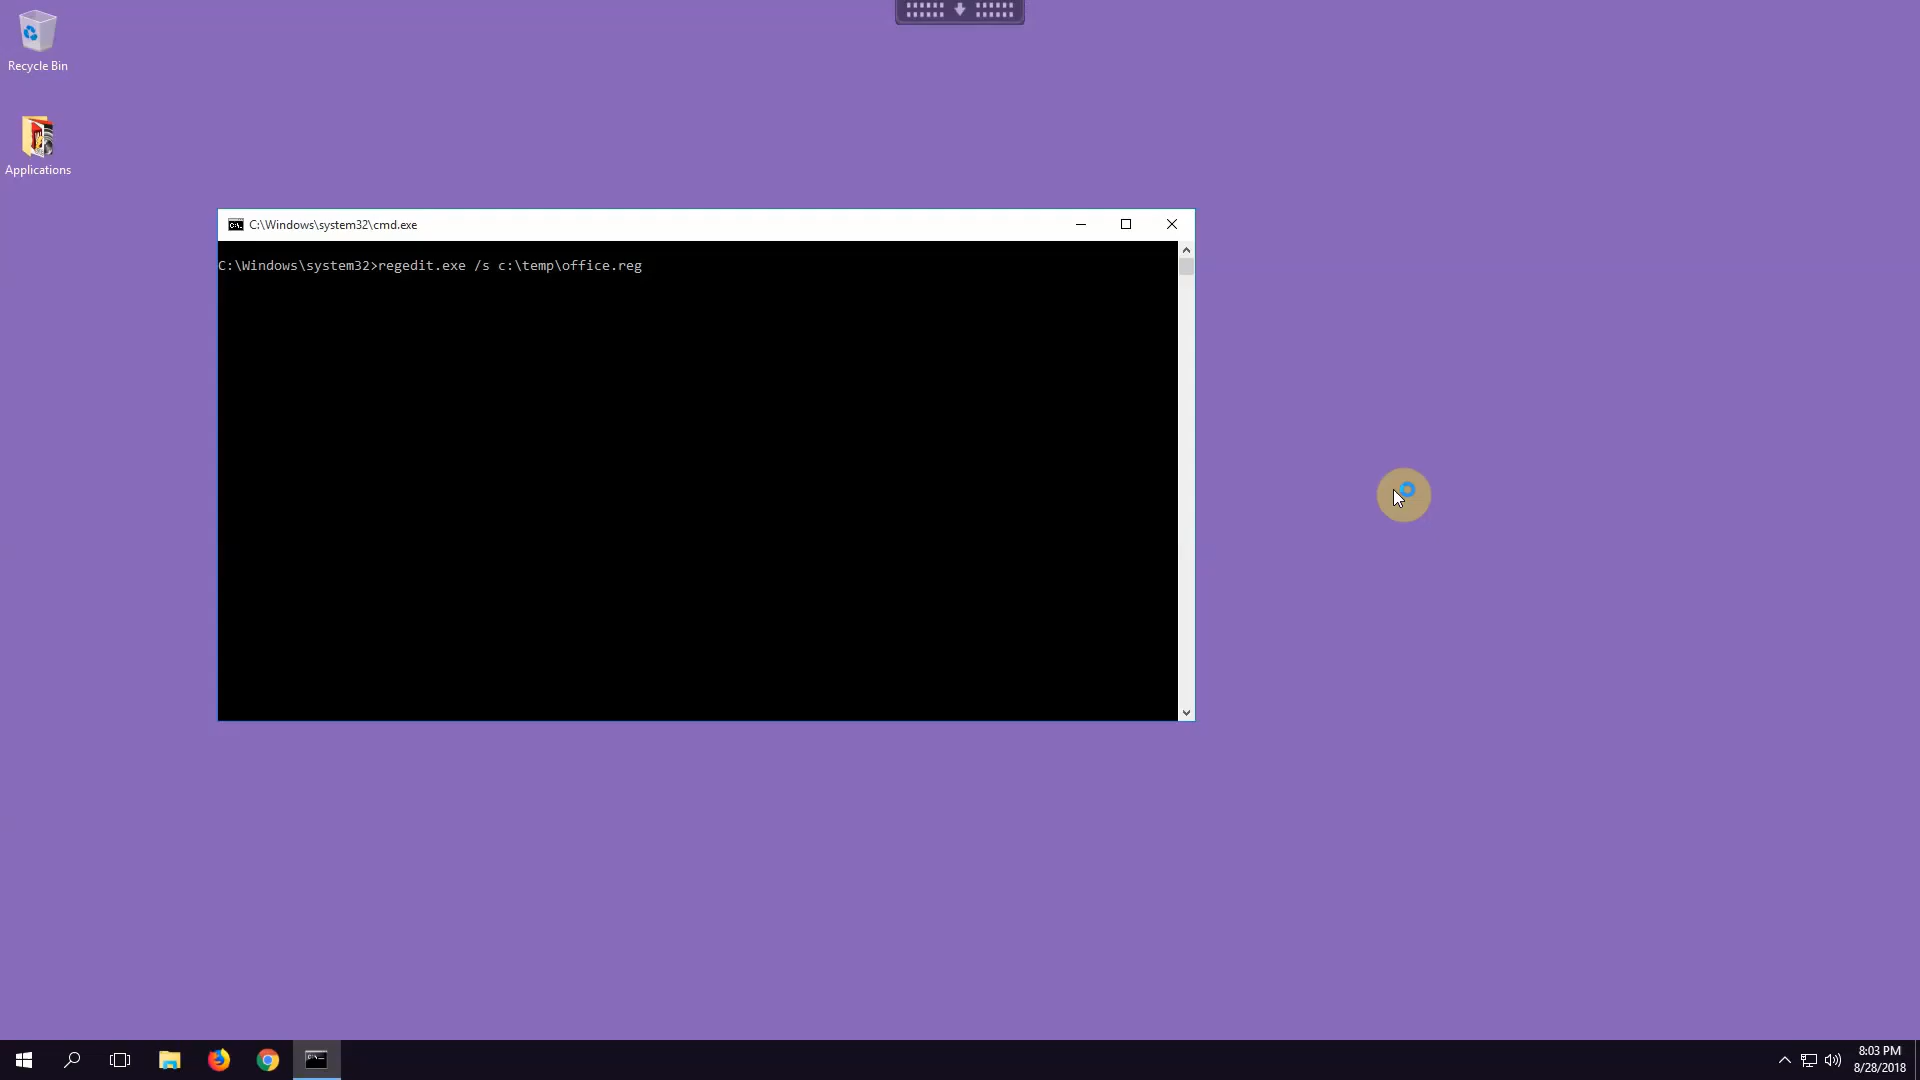 Recycle Bin
Applications
C:\Windows\system32\cmd.exe
C:\Windows\system32>regedit.exe /s c:\temp\office.reg
8:03 PM
8/28/2018